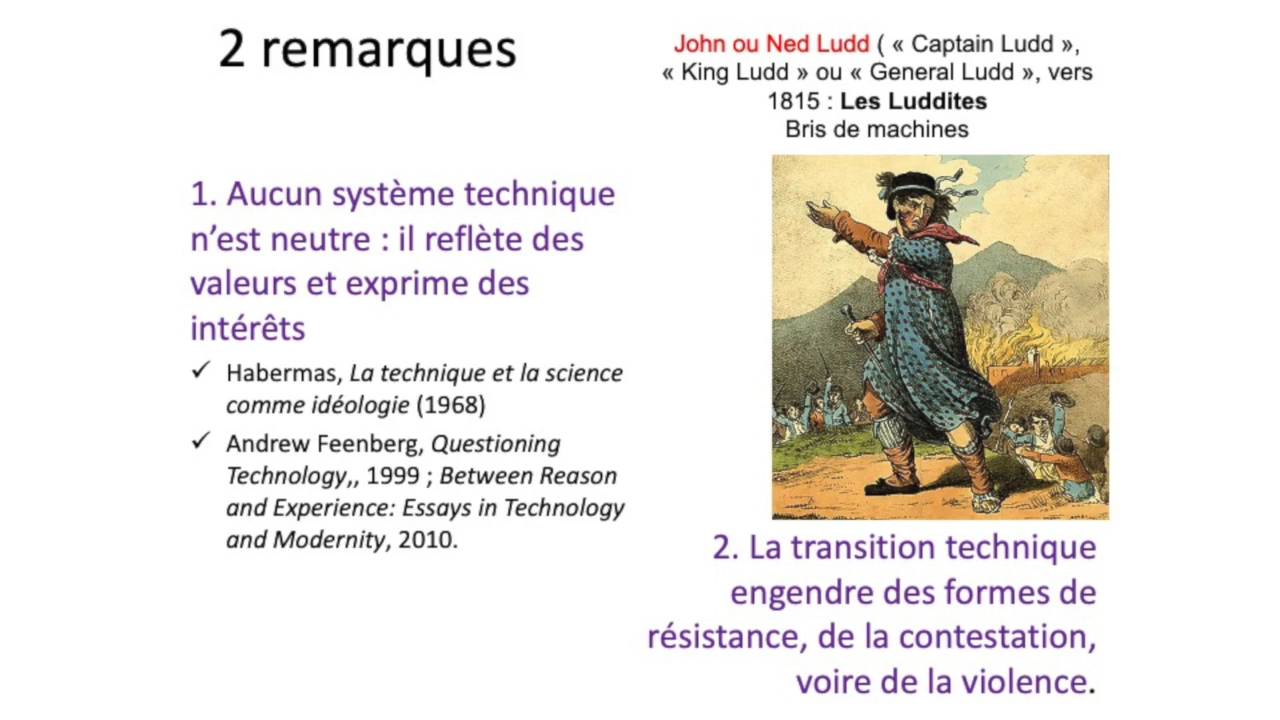 2 remarques
1. Aucun système technique
n’est neutre : il reflète des
valeurs et exprime des
intérêts
✓ Habermas, La technique et la science
comme idéologie (1968)
✓ Andrew Feenberg, Questioning
Technology,, 1999 ; Between Reason
and Experience: Essays in Technology
and Modernity, 2010.
John ou Ned Ludd ( « Captain Ludd »,
« King Ludd » ou « General Ludd », vers
1815 : Les Luddites
Bris de machines
2. La transition technique
engendre des formes de
résistance, de la contestation,
voire de la violence.